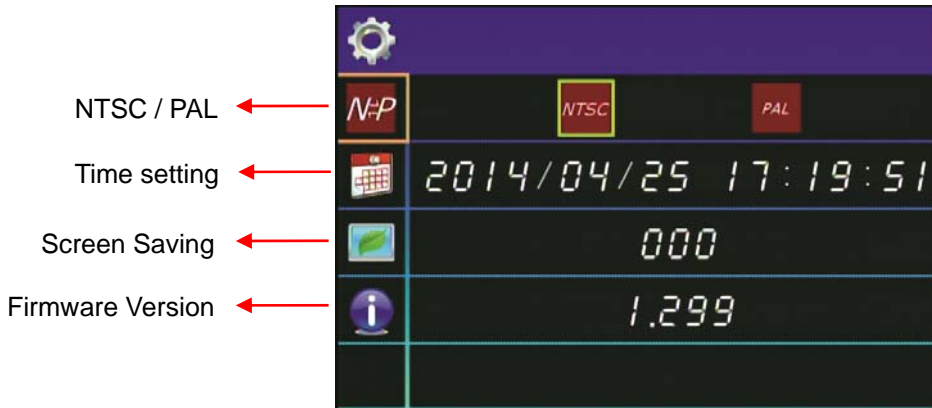 NTSC / PAL N⇌P NTSC PAL
Time setting 2014/04/25 17:19:51
Screen Saving 000
Firmware Version i 1.299